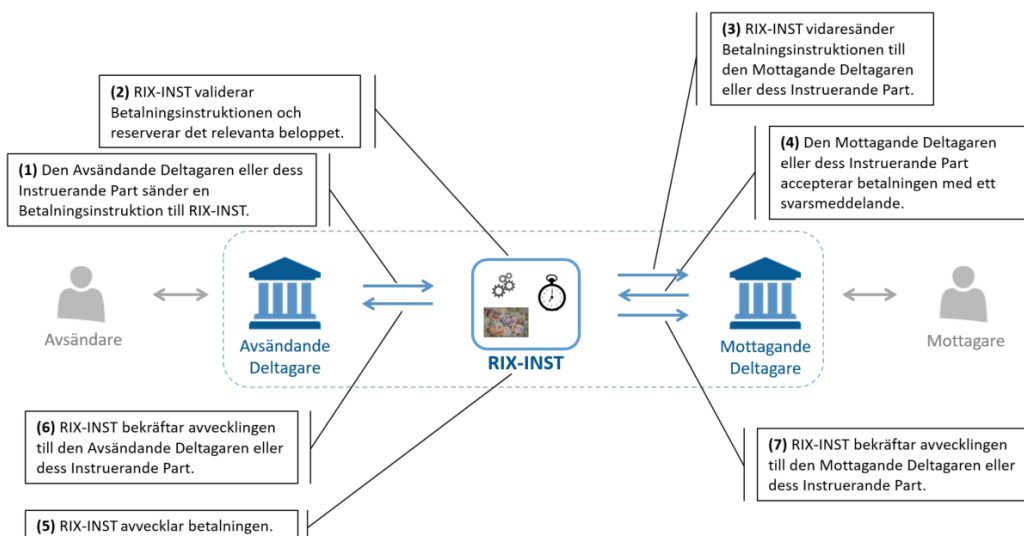 (3) RIX-INST vidaresänder
Betalningsinstruktionen till
den Mottagande Deltagaren
eller dess Instruerande Part.
(2) RIX-INST validerar
Betalningsinstruktionen och
reserverar det relevanta beloppet.
(4) Den Mottagande Deltagaren
eller dess Instruerande Part
accepterar betalningen med ett
svarsmeddelande.
(1) Den Avsändande Deltagaren eller dess
Instruerande Part sänder en
Betalningsinstruktion till RIX-INST.
Avsändare
Avsändande
Deltagare
RIX-INST
Mottagande
Deltagare
Mottagare
(6) RIX-INST bekräftar avvecklingen
till den Avsändande Deltagaren eller
dess Instruerande Part.
(7) RIX-INST bekräftar avvecklingen
till den Mottagande Deltagaren eller
dess Instruerande Part.
(5) RIX-INST avvecklar betalningen.